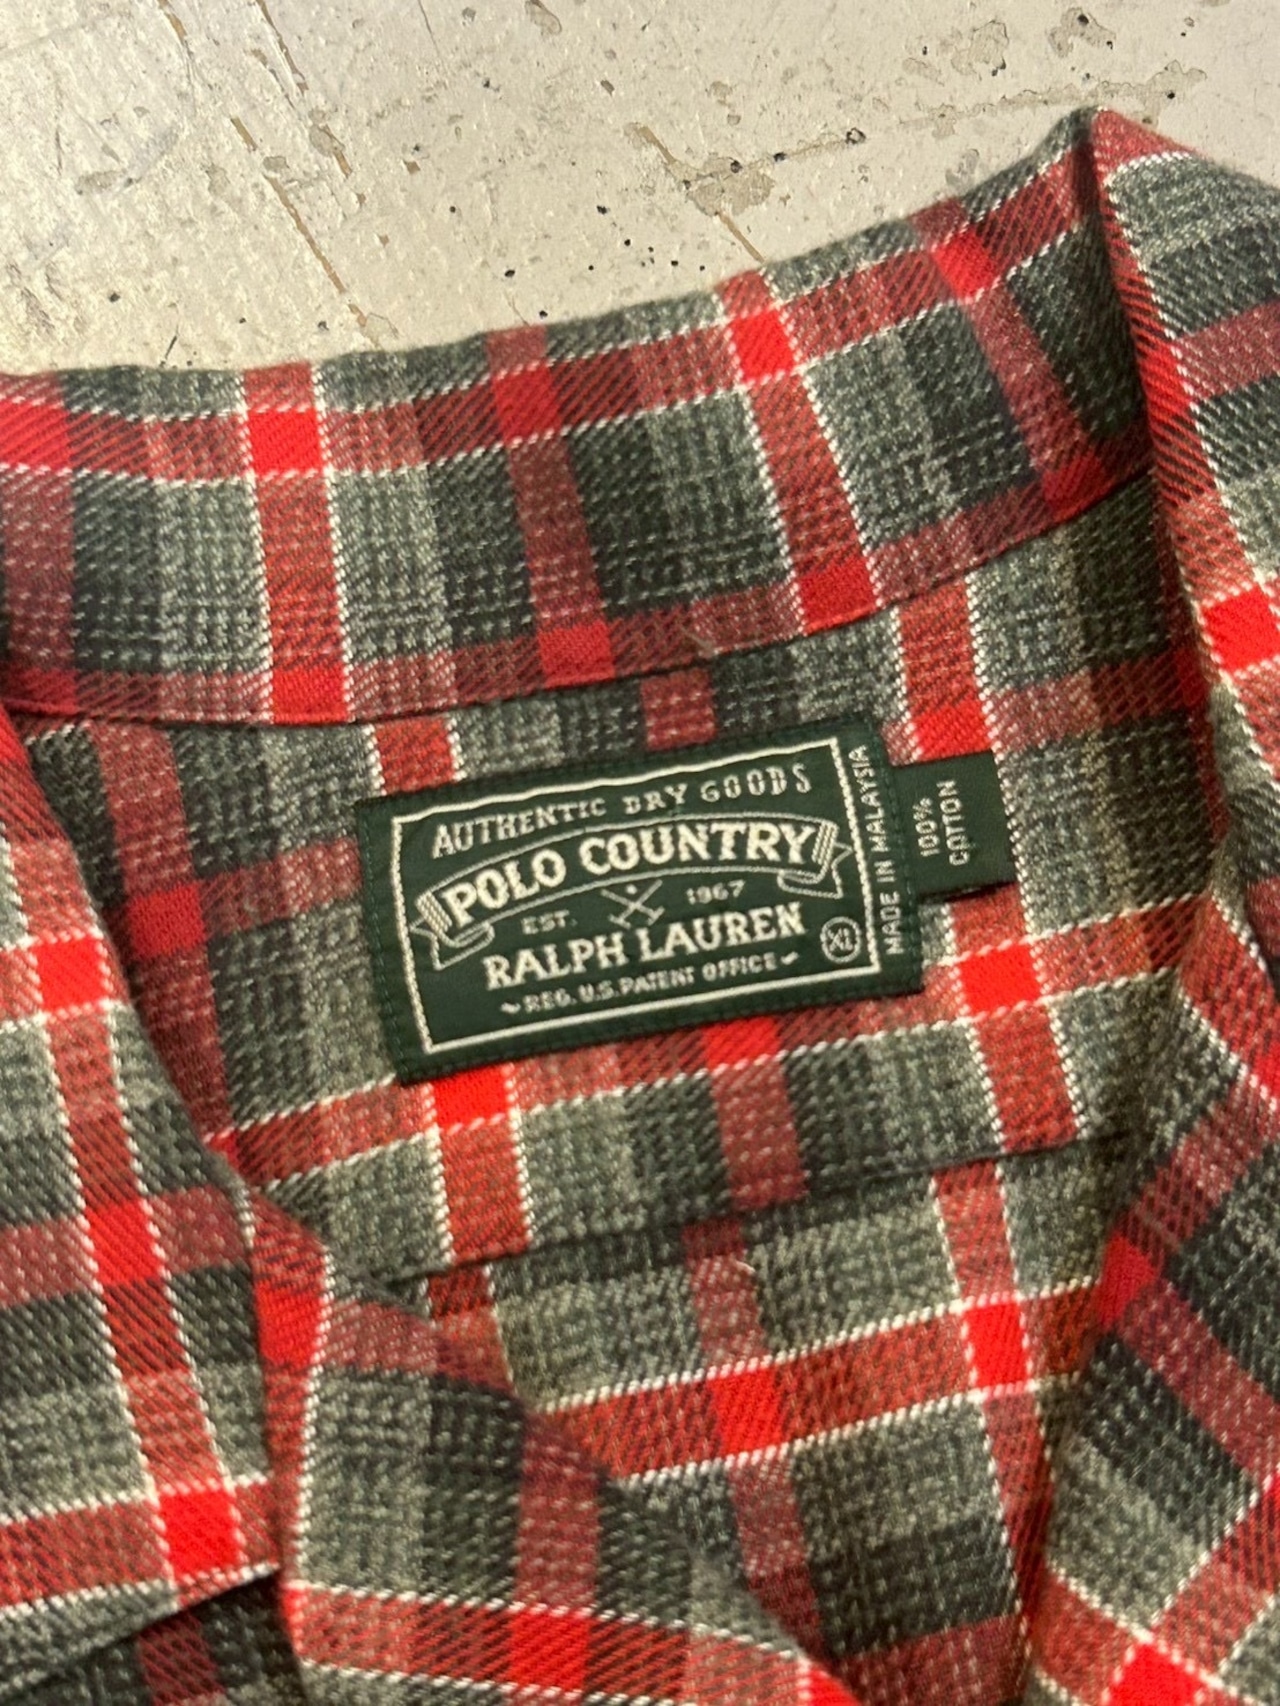 AUTHENTIC DRY GOODS
POLO COUNTRY
EST. 1967
RALPH LAUREN
REG. U.S. PATENT OFFICE
XL
MADE IN MALAYSIA
100%
COTTON